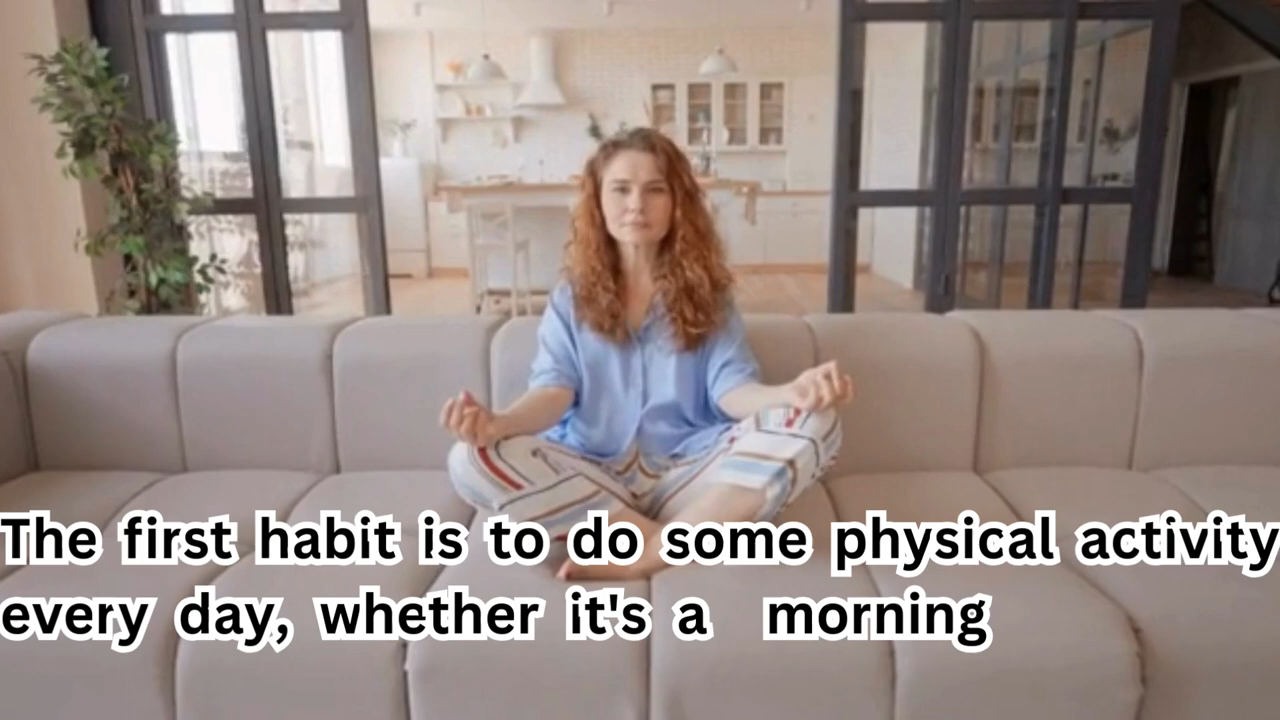 The first habit is to do some physical activity
every day, whether it's a morning